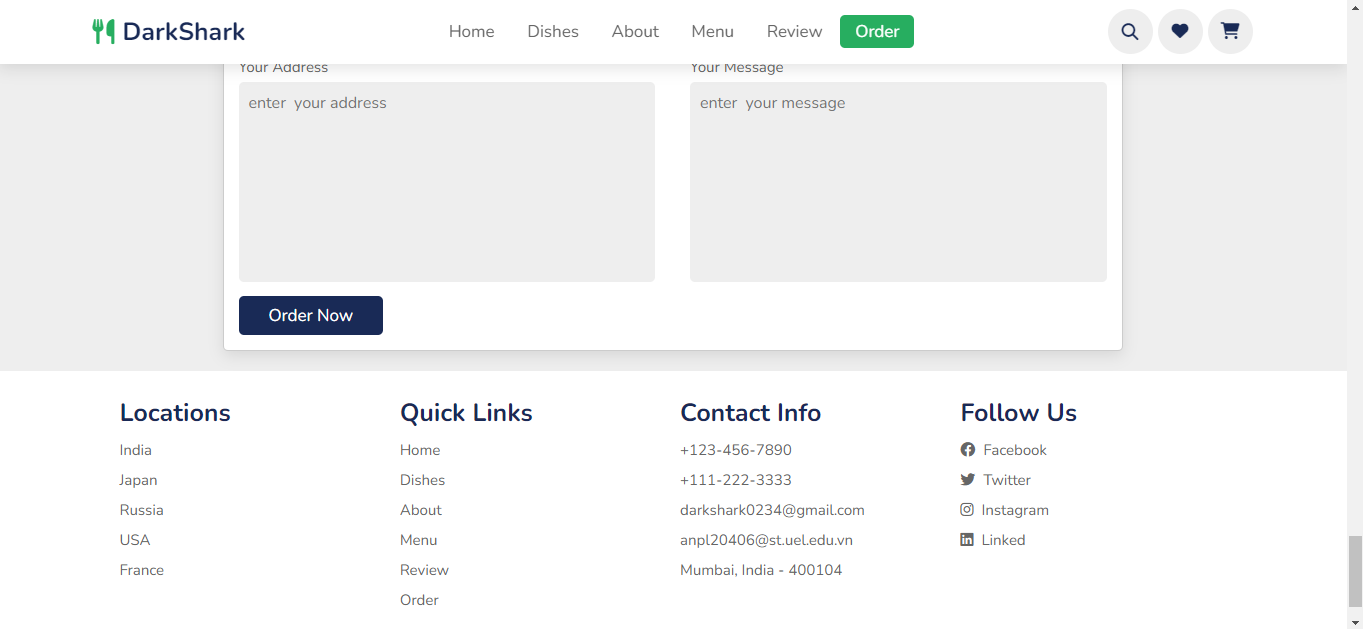 DarkShark
Home Dishes About Menu Review Order
Your Address
enter  your address
Your Message
enter  your message
Order Now
Locations
India
Japan
Russia
USA
France
Quick Links
Home
Dishes
About
Menu
Review
Order
Contact Info
+123-456-7890
+111-222-3333
darkshark0234@gmail.com
anpl20406@st.uel.edu.vn
Mumbai, India - 400104
Follow Us
Facebook
Twitter
Instagram
Linked